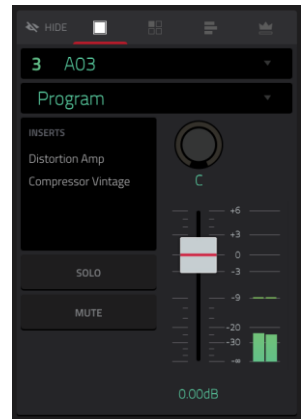 HIDE
3 A03
Program
INSERTS
Distortion Amp
Compressor Vintage
C
SOLO
MUTE
+6
+3
0
-3
-9
-20
-30
-∞
0.00dB